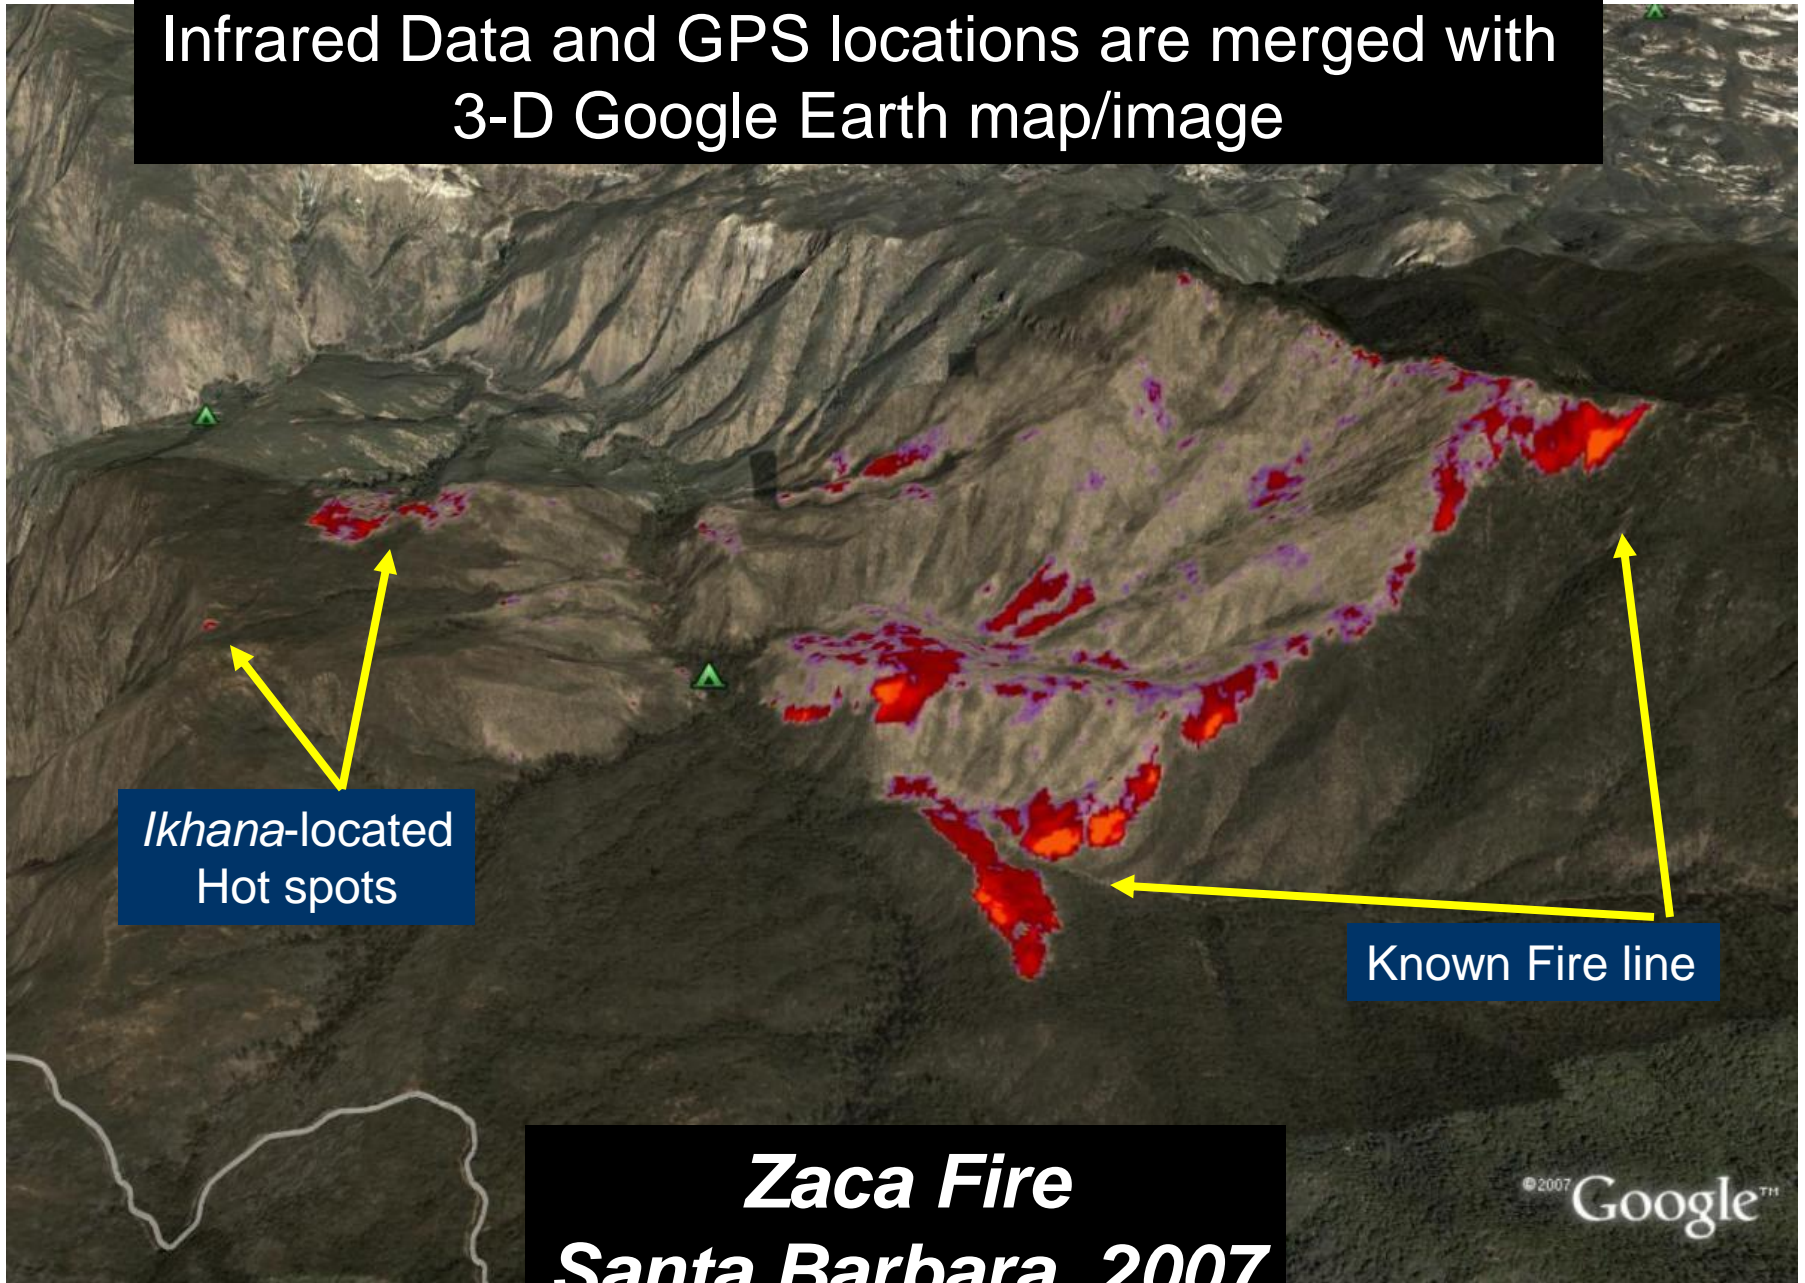 Infrared Data and GPS locations are merged with
3-D Google Earth map/image
Ikhana-located
Hot spots
Known Fire line
©2007 Google™
Zaca Fire
Santa Barbara, 2007